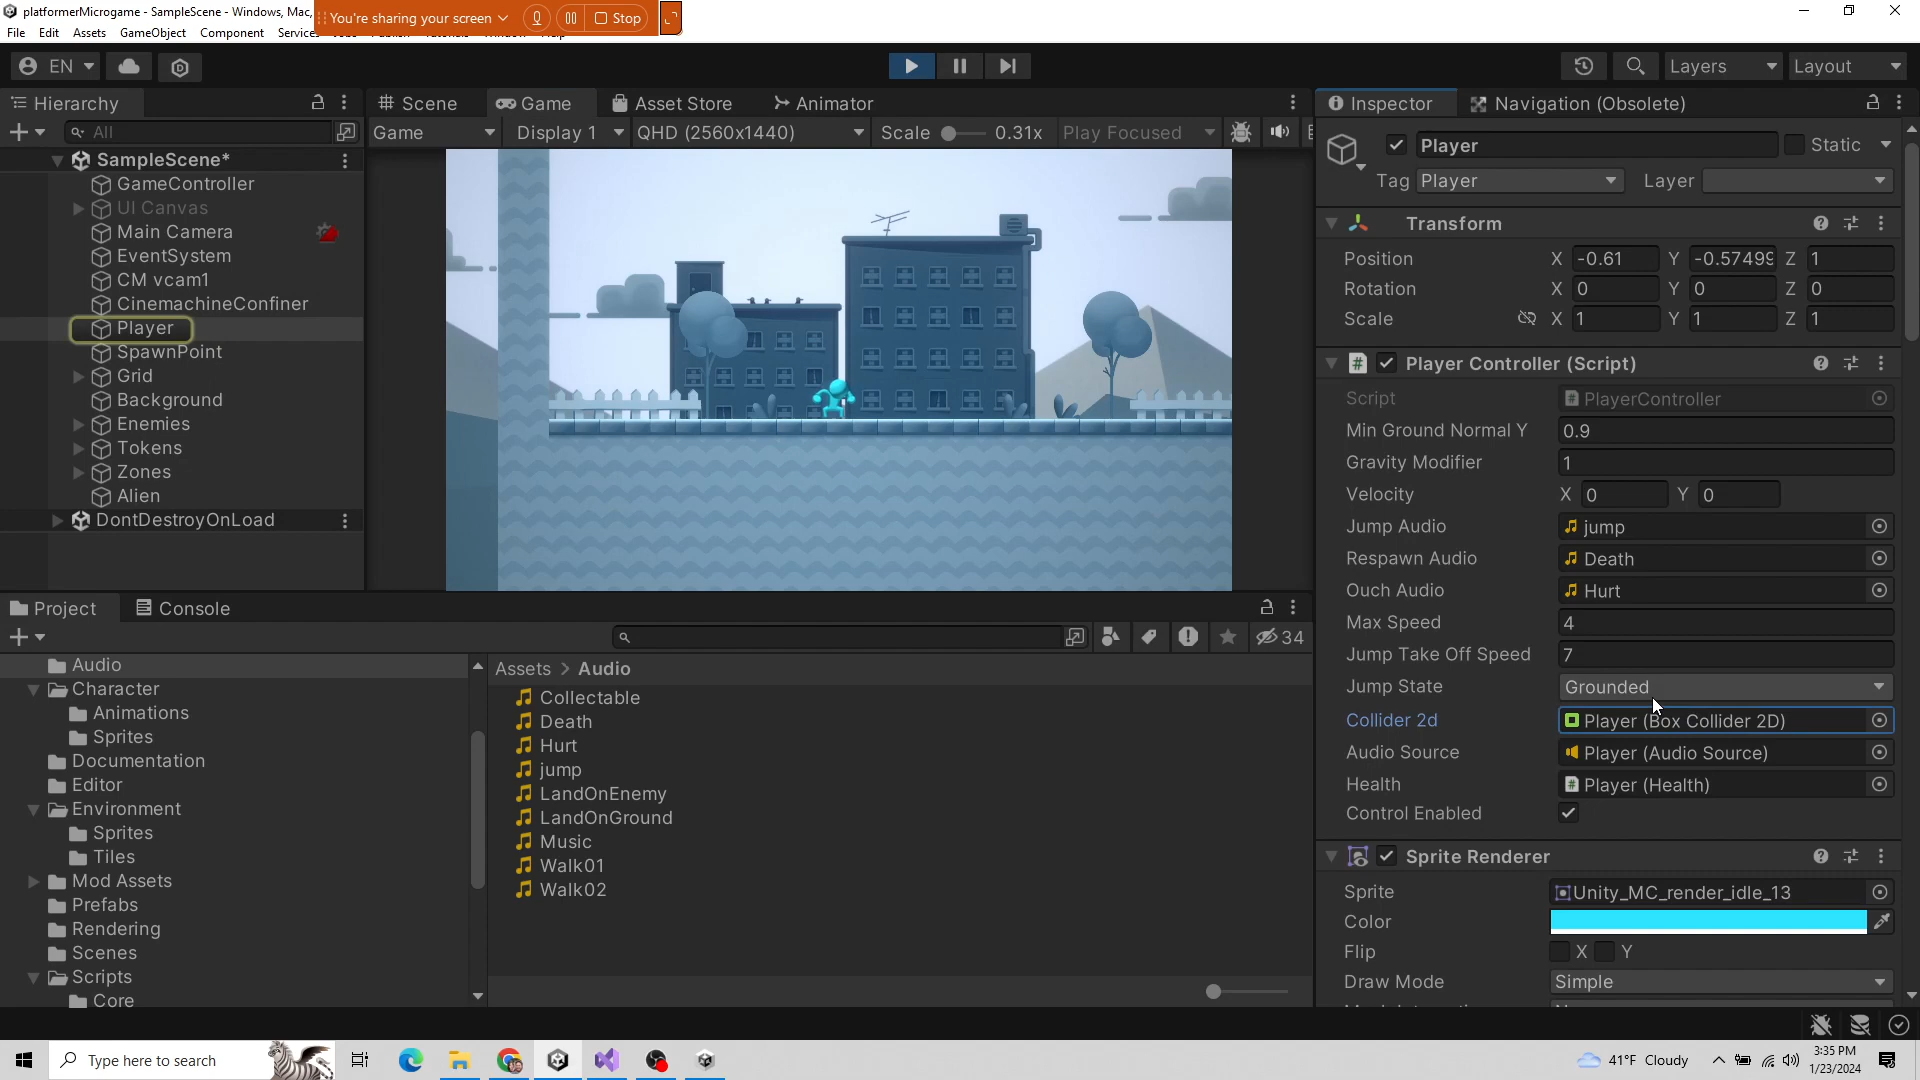 platformerMicrogame - SampleScene - Windows, Mac,
You're sharing your screen
Stop
File Edit Assets GameObject Component Services
EN
Layers
Layout
Hierarchy
All
SampleScene*
GameController
UI Canvas
Main Camera
EventSystem
CM vcam1
CinemachineConfiner
Player
SpawnPoint
Grid
Background
Enemies
Tokens
Zones
Alien
DontDestroyOnLoad
Scene
Game
Asset Store
Animator
Game
Display 1
QHD (2560x1440)
Scale
0.31x
Play Focused
Inspector
Navigation (Obsolete)
Player
Static
Tag Player
Layer
Transform
Position X -0.61 Y -0.57499 Z 1
Rotation X 0 Y 0 Z 0
Scale X 1 Y 1 Z 1
# Player Controller (Script)
Script # PlayerController
Min Ground Normal Y 0.9
Gravity Modifier 1
Velocity X 0 Y 0
Jump Audio jump
Respawn Audio Death
Ouch Audio Hurt
Max Speed 4
Jump Take Off Speed 7
Jump State Grounded
Collider 2d Player (Box Collider 2D)
Audio Source Player (Audio Source)
Health # Player (Health)
Control Enabled
Sprite Renderer
Sprite Unity_MC_render_idle_13
Color
Flip X Y
Draw Mode Simple
Project
Console
34
Audio
Character
Animations
Sprites
Documentation
Editor
Environment
Sprites
Tiles
Mod Assets
Prefabs
Rendering
Scenes
Scripts
Core
Assets > Audio
Collectable
Death
Hurt
jump
LandOnEnemy
LandOnGround
Music
Walk01
Walk02
Type here to search
41°F Cloudy
3:35 PM
1/23/2024